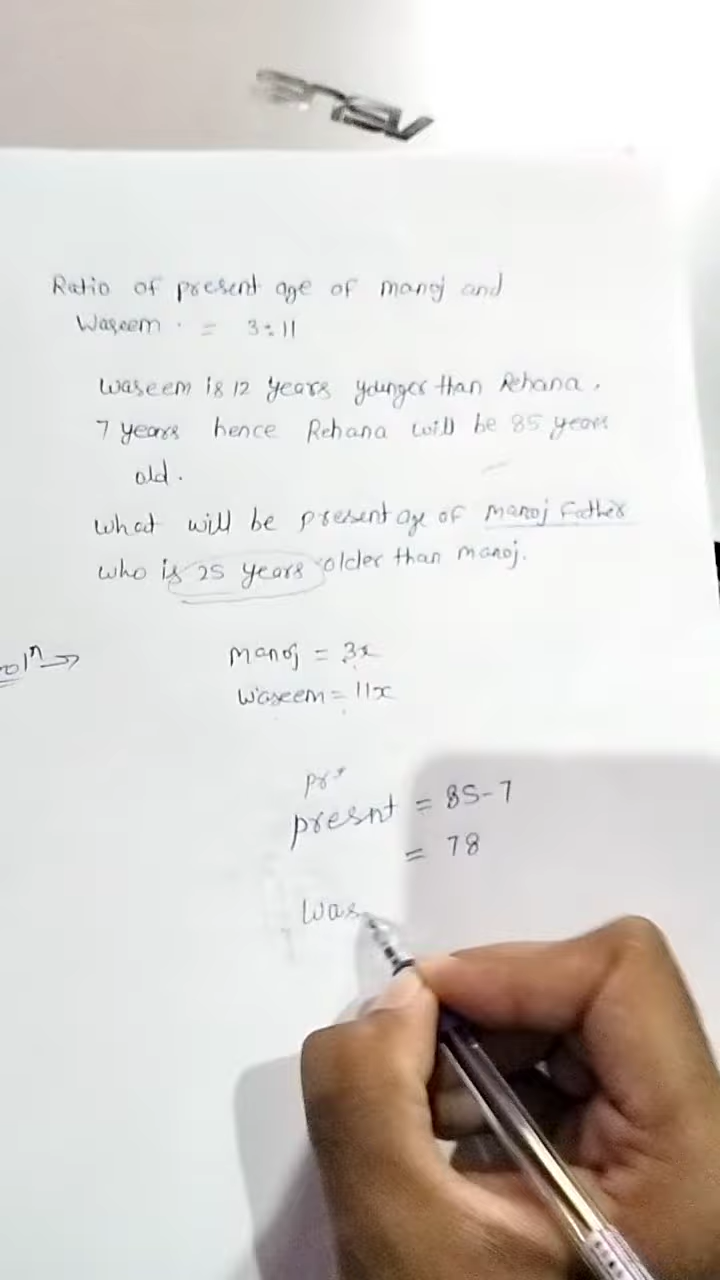 Ratio of present age of manoj and
Waseem . = 3:11
waseem is 12 years younger than Rehana.
7 years hence Rehana will be 85 years
old.
what will be present age of manoj Father
who is 25 years older than manoj.
manoj = 3x
waseem = 11x
presnt = 85-7
= 78
was